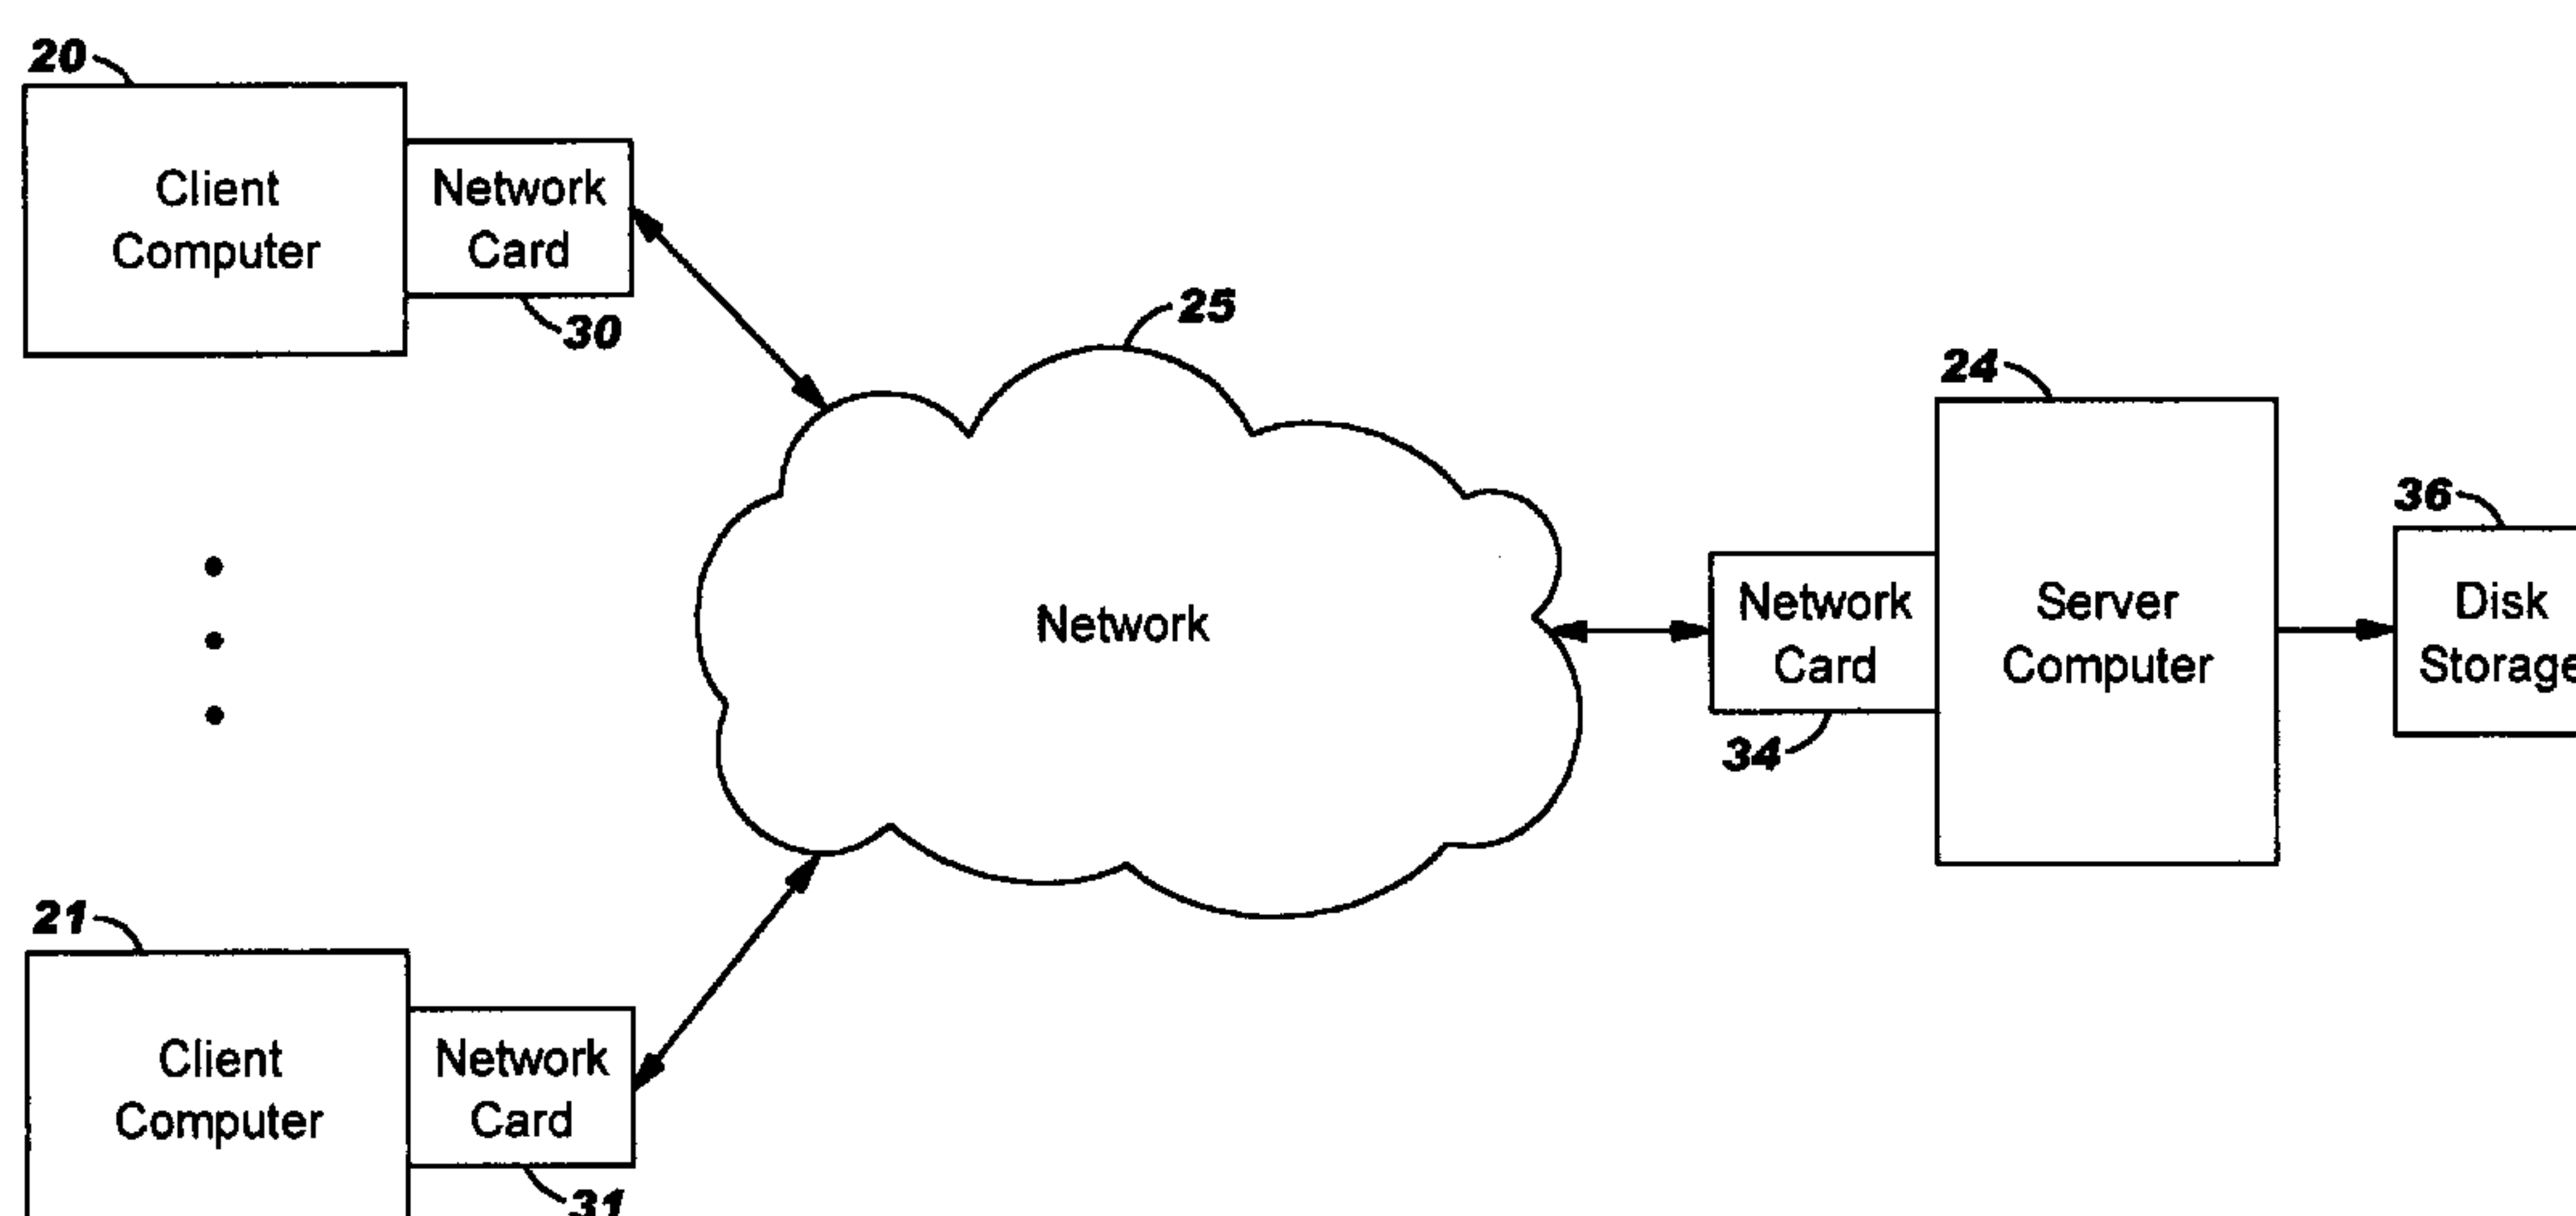 20
Client
Computer
Network
Card
30
25
Network
24
Server
Computer
Network
Card
34
36
Disk
Storage
21
Client
Computer
Network
Card
31